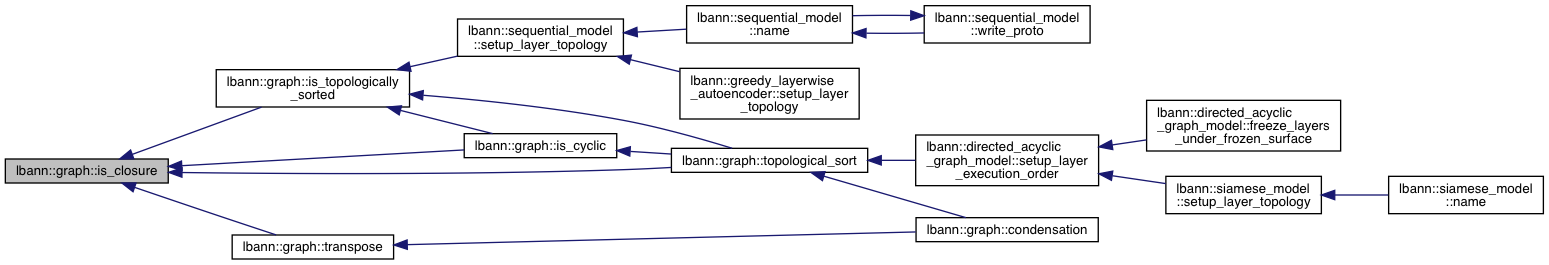 lbann::graph::is_closure
lbann::graph::is_topologically
_sorted
lbann::graph::transpose
lbann::sequential_model
::setup_layer_topology
lbann::graph::is_cyclic
lbann::sequential_model
::name
lbann::greedy_layerwise
_autoencoder::setup_layer
_topology
lbann::graph::topological_sort
lbann::sequential_model
::write_proto
lbann::directed_acyclic
_graph_model::setup_layer
_execution_order
lbann::graph::condensation
lbann::directed_acyclic
_graph_model::freeze_layers
_under_frozen_surface
lbann::siamese_model
::setup_layer_topology
lbann::siamese_model
::name